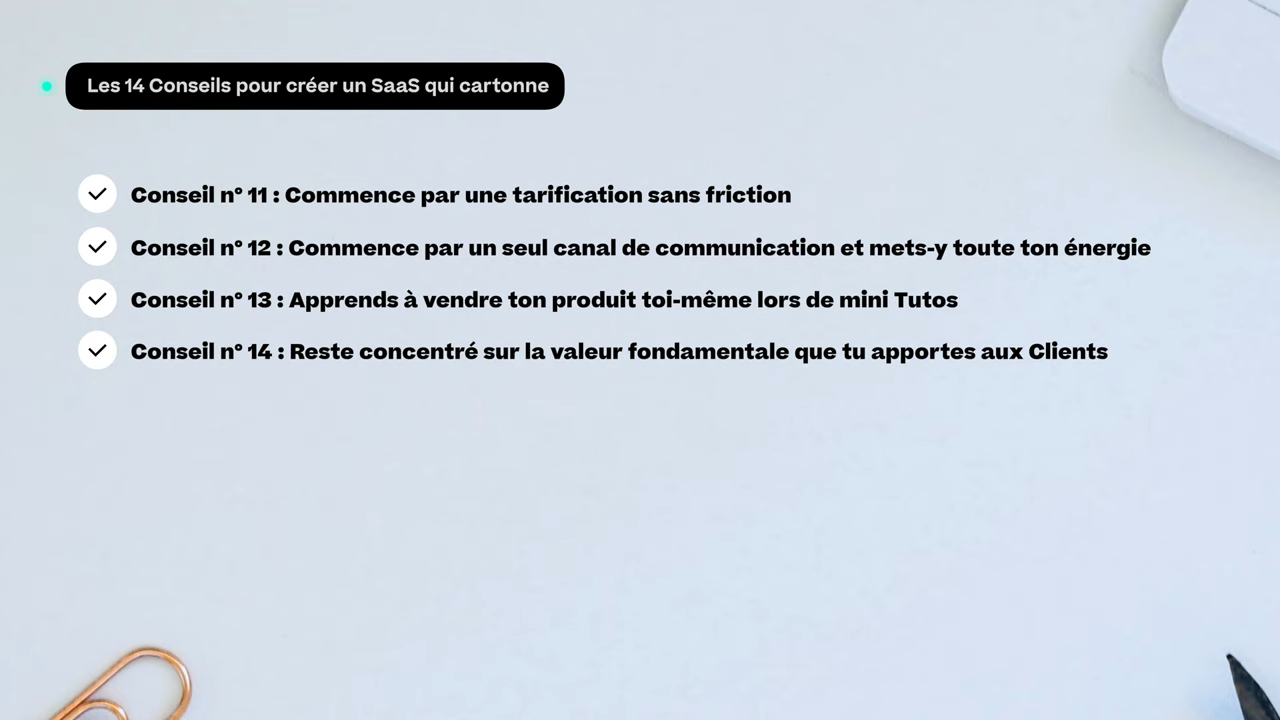 Les 14 Conseils pour créer un SaaS qui cartonne
Conseil n° 11 : Commence par une tarification sans friction
Conseil n° 12 : Commence par un seul canal de communication et mets-y toute ton énergie
Conseil n° 13 : Apprends à vendre ton produit toi-même lors de mini Tutos
Conseil n° 14 : Reste concentré sur la valeur fondamentale que tu apportes aux Clients